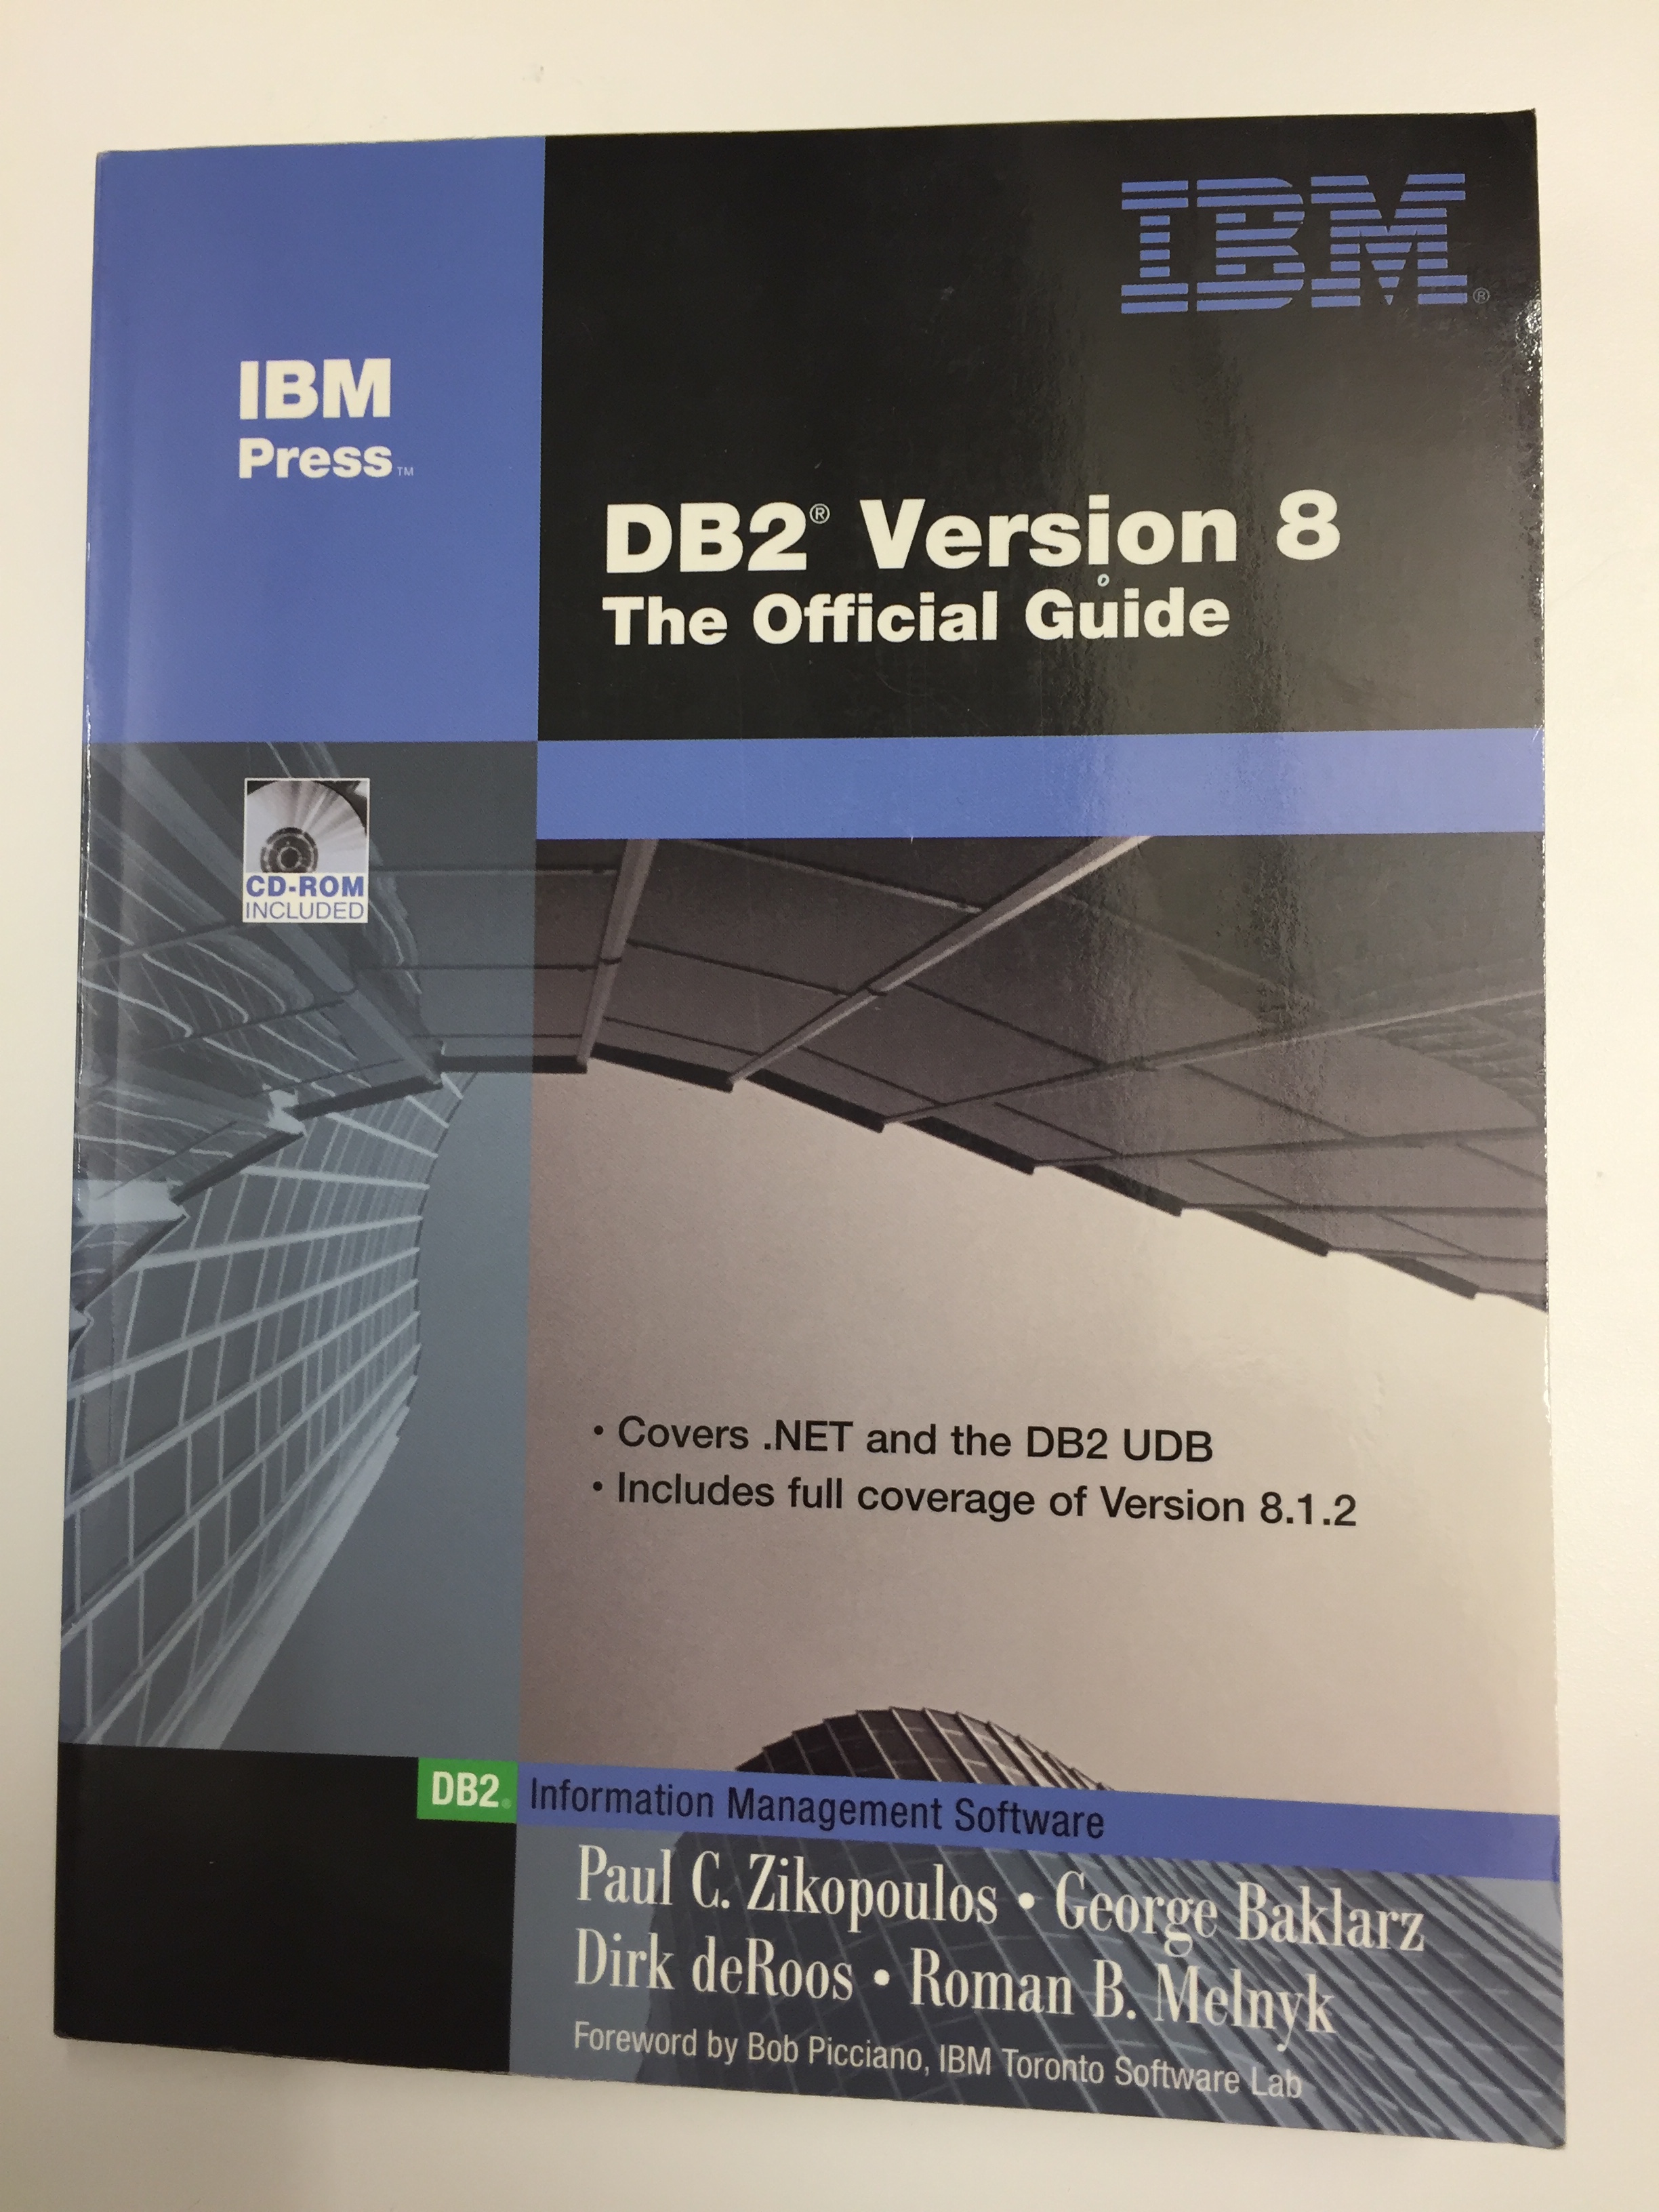 IBM®
IBM
Press™
DB2® Version 8
The Official Guide
CD-ROM
INCLUDED
• Covers .NET and the DB2 UDB
• Includes full coverage of Version 8.1.2
DB2® Information Management Software
Paul C. Zikopoulos • George Baklarz
Dirk deRoos • Roman B. Melnyk
Foreword by Bob Picciano, IBM Toronto Software Lab